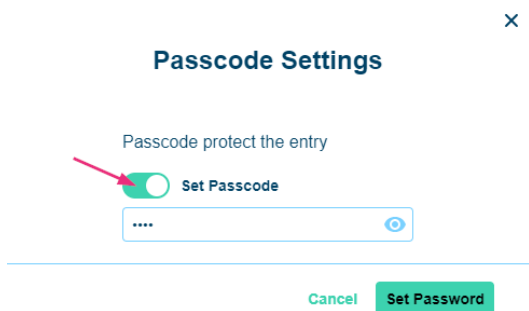 Passcode Settings
Passcode protect the entry
Set Passcode
••••
Cancel Set Password